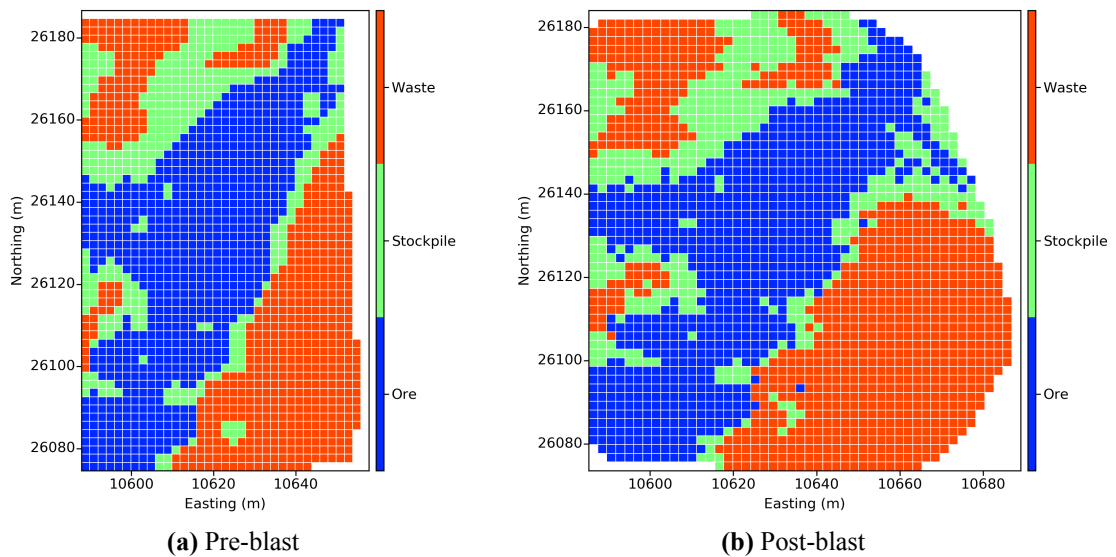 26180
26160
26140
26120
26100
26080
Northing (m)
10600 10620 10640
Easting (m)
Waste
Stockpile
Ore
(a) Pre-blast
26180
26160
26140
26120
26100
26080
Northing (m)
10600 10620 10640 10660 10680
Easting (m)
Waste
Stockpile
Ore
(b) Post-blast